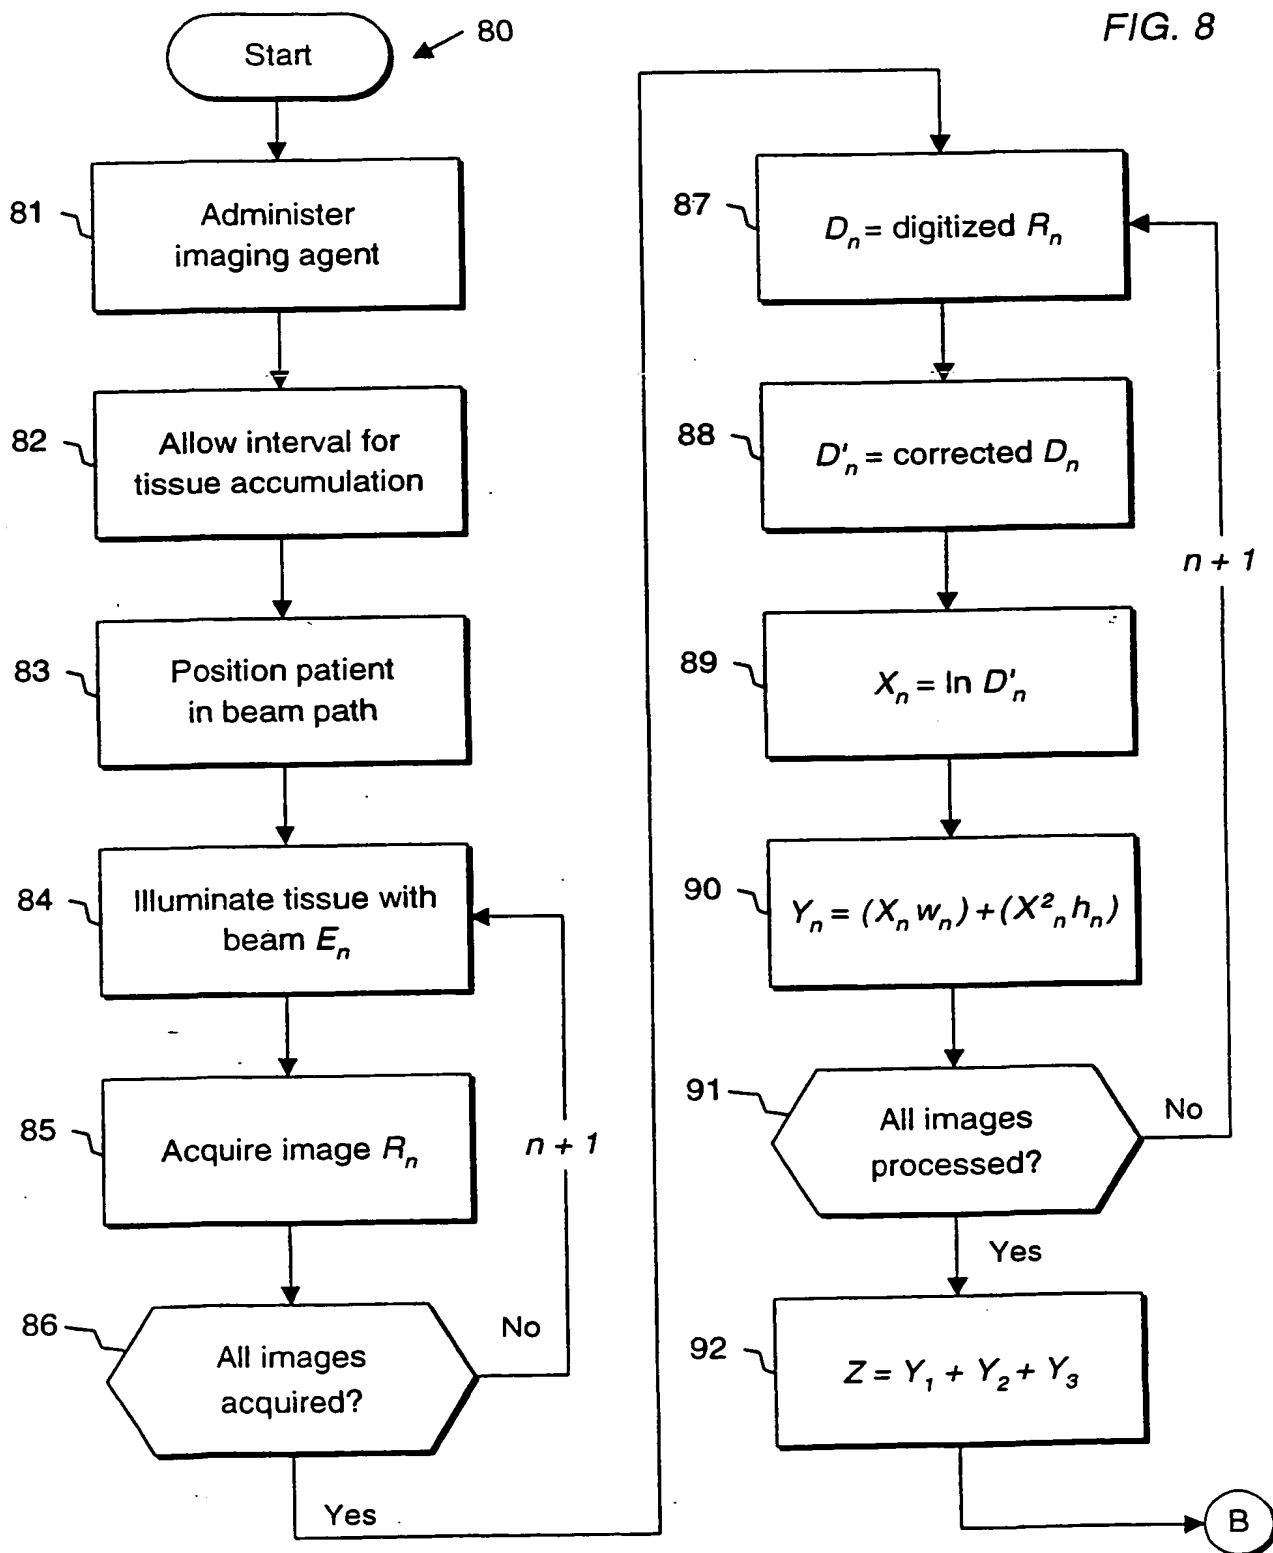 FIG. 8
Start
80
81
Administer
imaging agent
82
Allow interval for
tissue accumulation
83
Position patient
in beam path
84
Illuminate tissue with
beam Eₙ
85
Acquire image Rₙ
n + 1
86
All images
acquired?
No
Yes
87
Dₙ = digitized Rₙ
88
D'ₙ = corrected Dₙ
n + 1
89
Xₙ = ln D'ₙ
90
Yₙ = (Xₙ wₙ) + (X²ₙ hₙ)
91
All images
processed?
No
Yes
92
Z = Y₁ + Y₂ + Y₃
B